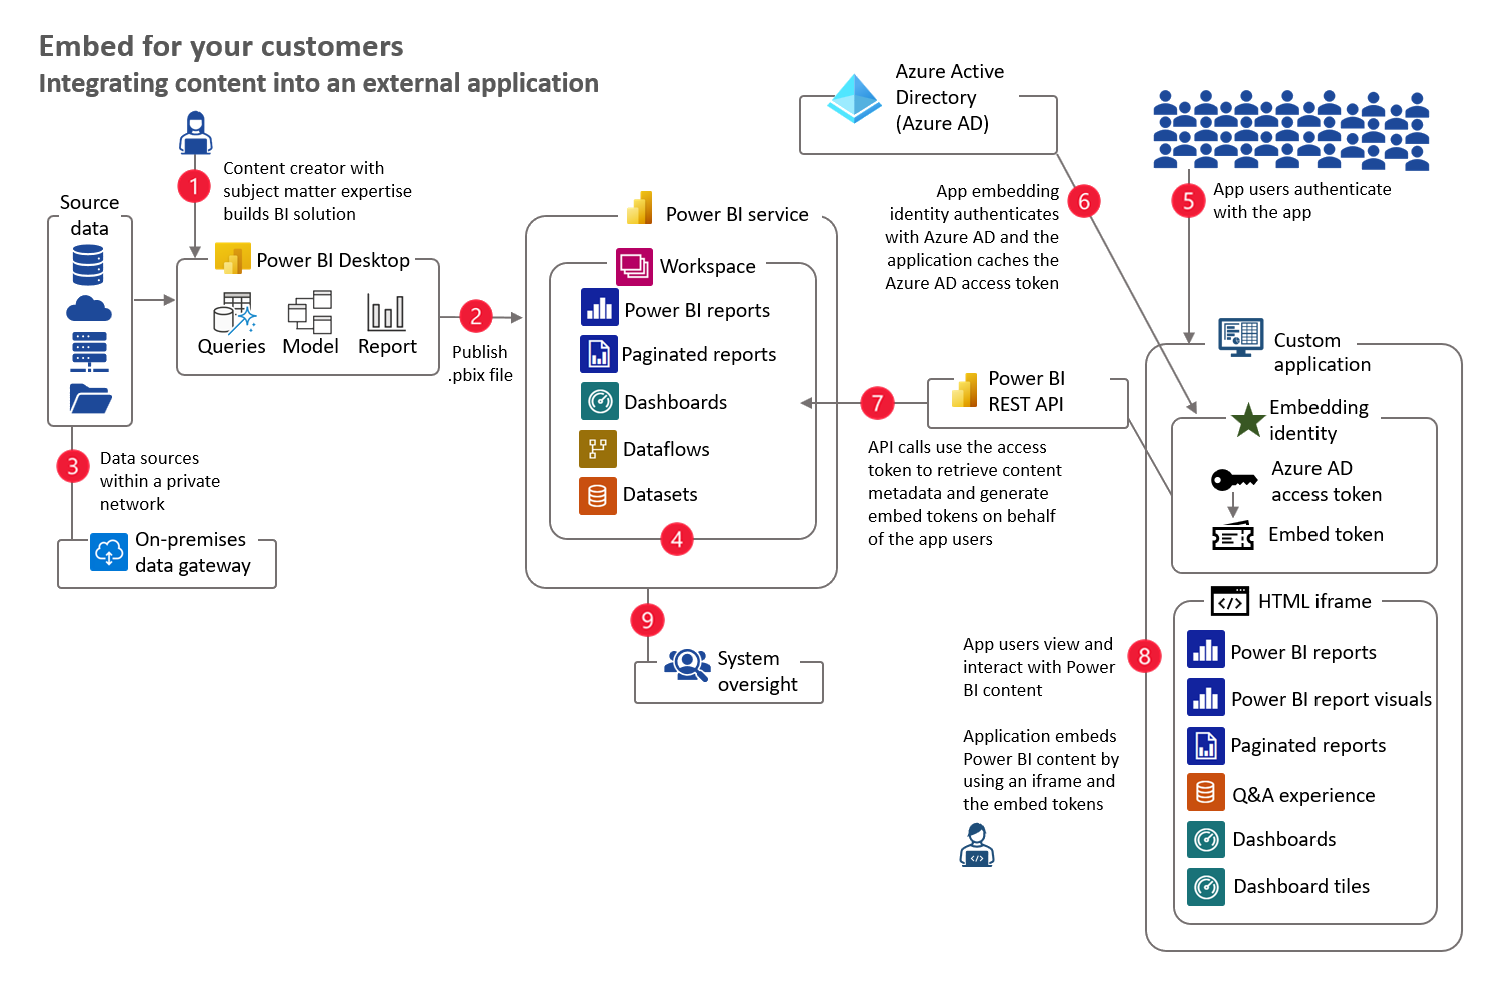 Embed for your customers
Integrating content into an external application
1
Content creator with
subject matter expertise
builds BI solution
Source
data
Power BI Desktop
Queries
Model
Report
2
Publish
.pbix file
3
Data sources
within a private
network
On-premises
data gateway
Power BI service
Workspace
Power BI reports
Paginated reports
Dashboards
Dataflows
Datasets
4
9
System
oversight
Azure Active
Directory
(Azure AD)
6
App embedding
identity authenticates
with Azure AD and the
application caches the
Azure AD access token
5
App users authenticate
with the app
7
Power BI
REST API
API calls use the access
token to retrieve content
metadata and generate
embed tokens on behalf
of the app users
Custom
application
Embedding
identity
Azure AD
access token
Embed token
8
App users view and
interact with Power
BI content
Application embeds
Power BI content by
using an iframe and
the embed tokens
</>
</>
HTML iframe
Power BI reports
Power BI report visuals
Paginated reports
Q&A experience
Dashboards
Dashboard tiles